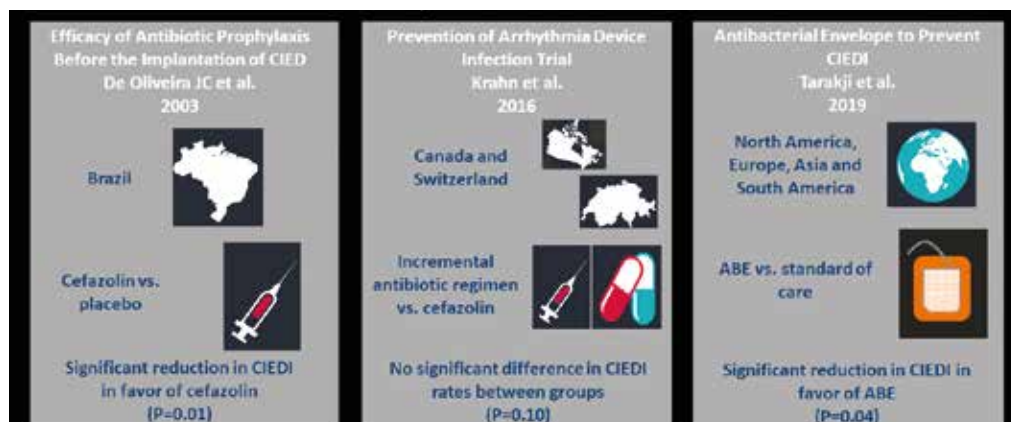 Efficacy of Antibiotic Prophylaxis
Before the Implantation of CIED
De Oliveira JC et al.
2003
Brazil
Cefazolin vs.
placebo
Significant reduction in CIEDI
in favor of cefazolin
(P=0.01)
Prevention of Arrhythmia Device
Infection Trial
Krahn et al.
2016
Canada and
Switzerland
Incremental
antibiotic regimen
vs. cefazolin
No significant difference in CIEDI
rates between groups
(P=0.10)
Antibacterial Envelope to Prevent
CIEDI
Tarakji et al.
2019
North America,
Europe, Asia and
South America
ABE vs. standard of
care
Significant reduction in CIEDI in
favor of ABE
(P=0.04)